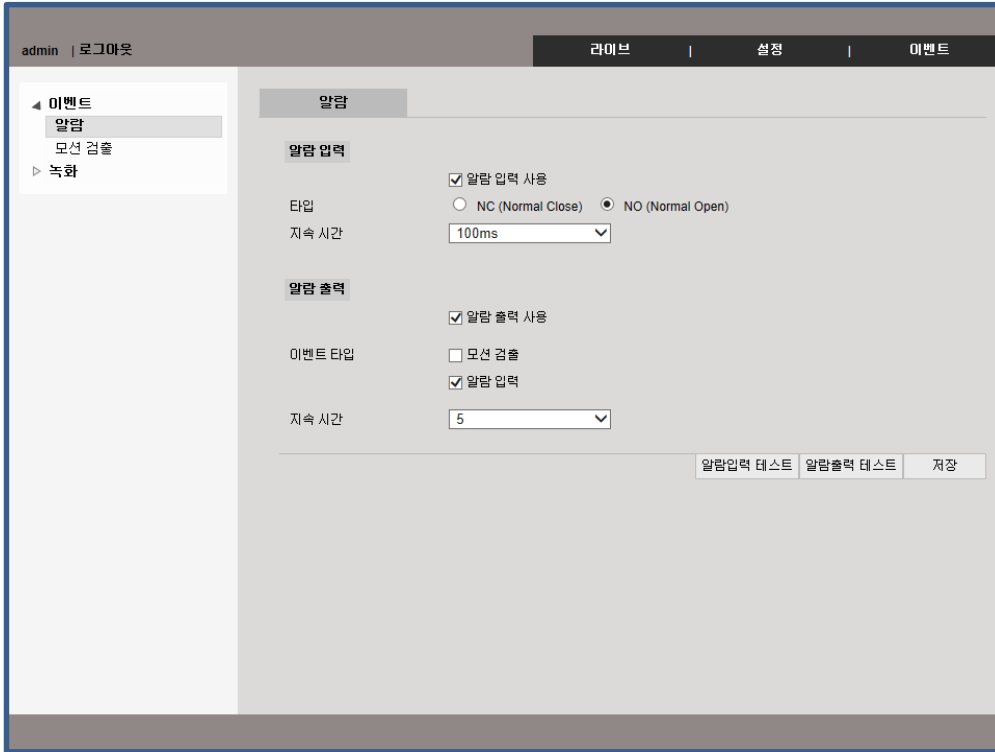 admin | 로그아웃
라이브 | 설정 | 이벤트
이벤트
알람
모션 검출
녹화
알람
알람 입력
알람 입력 사용
타입
NC (Normal Close) NO (Normal Open)
지속 시간
100ms
알람 출력
알람 출력 사용
이벤트 타입
모션 검출
알람 입력
지속 시간
5
알람입력 테스트 알람출력 테스트 저장